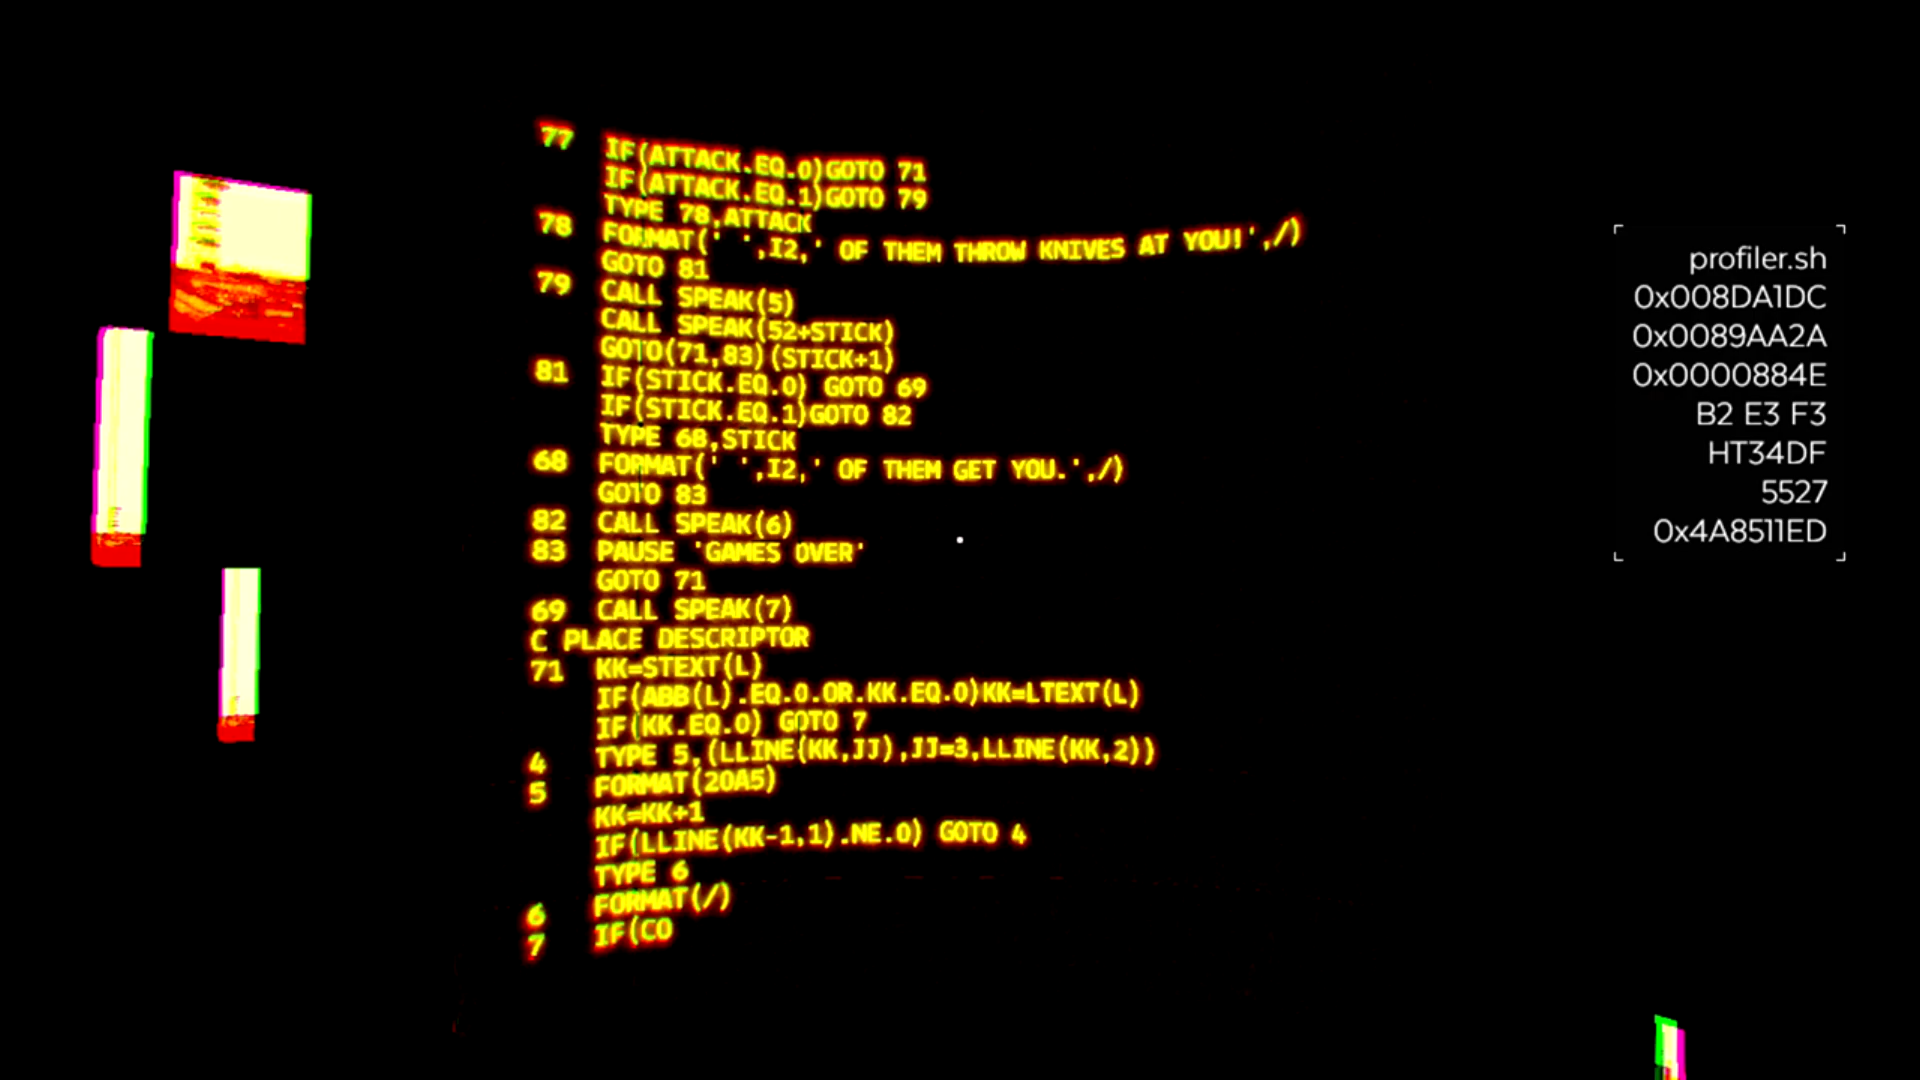 77 IF(ATTACK.EQ.0)GOTO 71
IF(ATTACK.EQ.1)GOTO 79
TYPE 78,ATTACK
78 FORMAT(' ',I2,' OF THEM THROW KNIVES AT YOU!',/)
GOTO 81
79 CALL SPEAK(5)
CALL SPEAK(52+STICK)
GOTO(71,83)(STICK+1)
81 IF(STICK.EQ.0) GOTO 69
IF(STICK.EQ.1)GOTO 82
TYPE 68,STICK
68 FORMAT(' ',I2,' OF THEM GET YOU.',/)
GOTO 83
82 CALL SPEAK(6)
83 PAUSE 'GAMES OVER'
GOTO 71
69 CALL SPEAK(7)
C PLACE DESCRIPTOR
71 KK=STEXT(L)
IF(ABB(L).EQ.0.OR.KK.EQ.0)KK=LTEXT(L)
IF(KK.EQ.0) GOTO 7
4 TYPE 5,(LLINE(KK,JJ),JJ=3,LLINE(KK,2))
5 FORMAT(20A5)
KK=KK+1
IF(LLINE(KK-1,1).NE.0) GOTO 4
TYPE 6
6 FORMAT(/)
7 IF(CO
profiler.sh
0x008DA1DC
0x0089AA2A
0x0000884E
B2 E3 F3
HT34DF
5527
0x4A8511ED